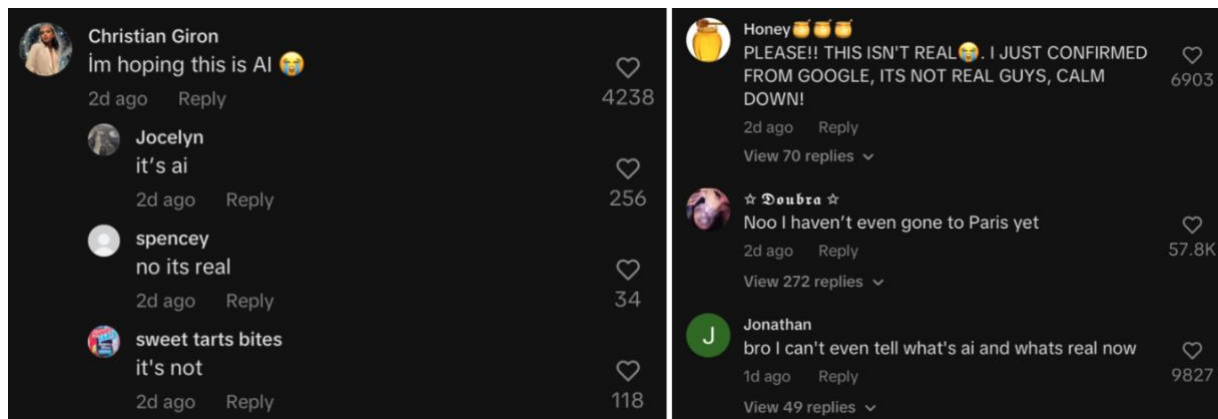 Christian Giron
İm hoping this is AI 😭
2d ago Reply
4238
Jocelyn
it's ai
2d ago Reply
256
spencey
no its real
2d ago Reply
34
sweet tarts bites
it's not
2d ago Reply
118
Honey🍯🍯🍯
PLEASE!! THIS ISN'T REAL😭. I JUST CONFIRMED
FROM GOOGLE, ITS NOT REAL GUYS, CALM
DOWN!
6903
2d ago Reply
View 70 replies
☆ 𝕯𝖔𝖚𝖇𝖗𝖆 ☆
Noo I haven't even gone to Paris yet
2d ago Reply
57.8K
View 272 replies
J
Jonathan
bro I can't even tell what's ai and whats real now
1d ago Reply
9827
View 49 replies